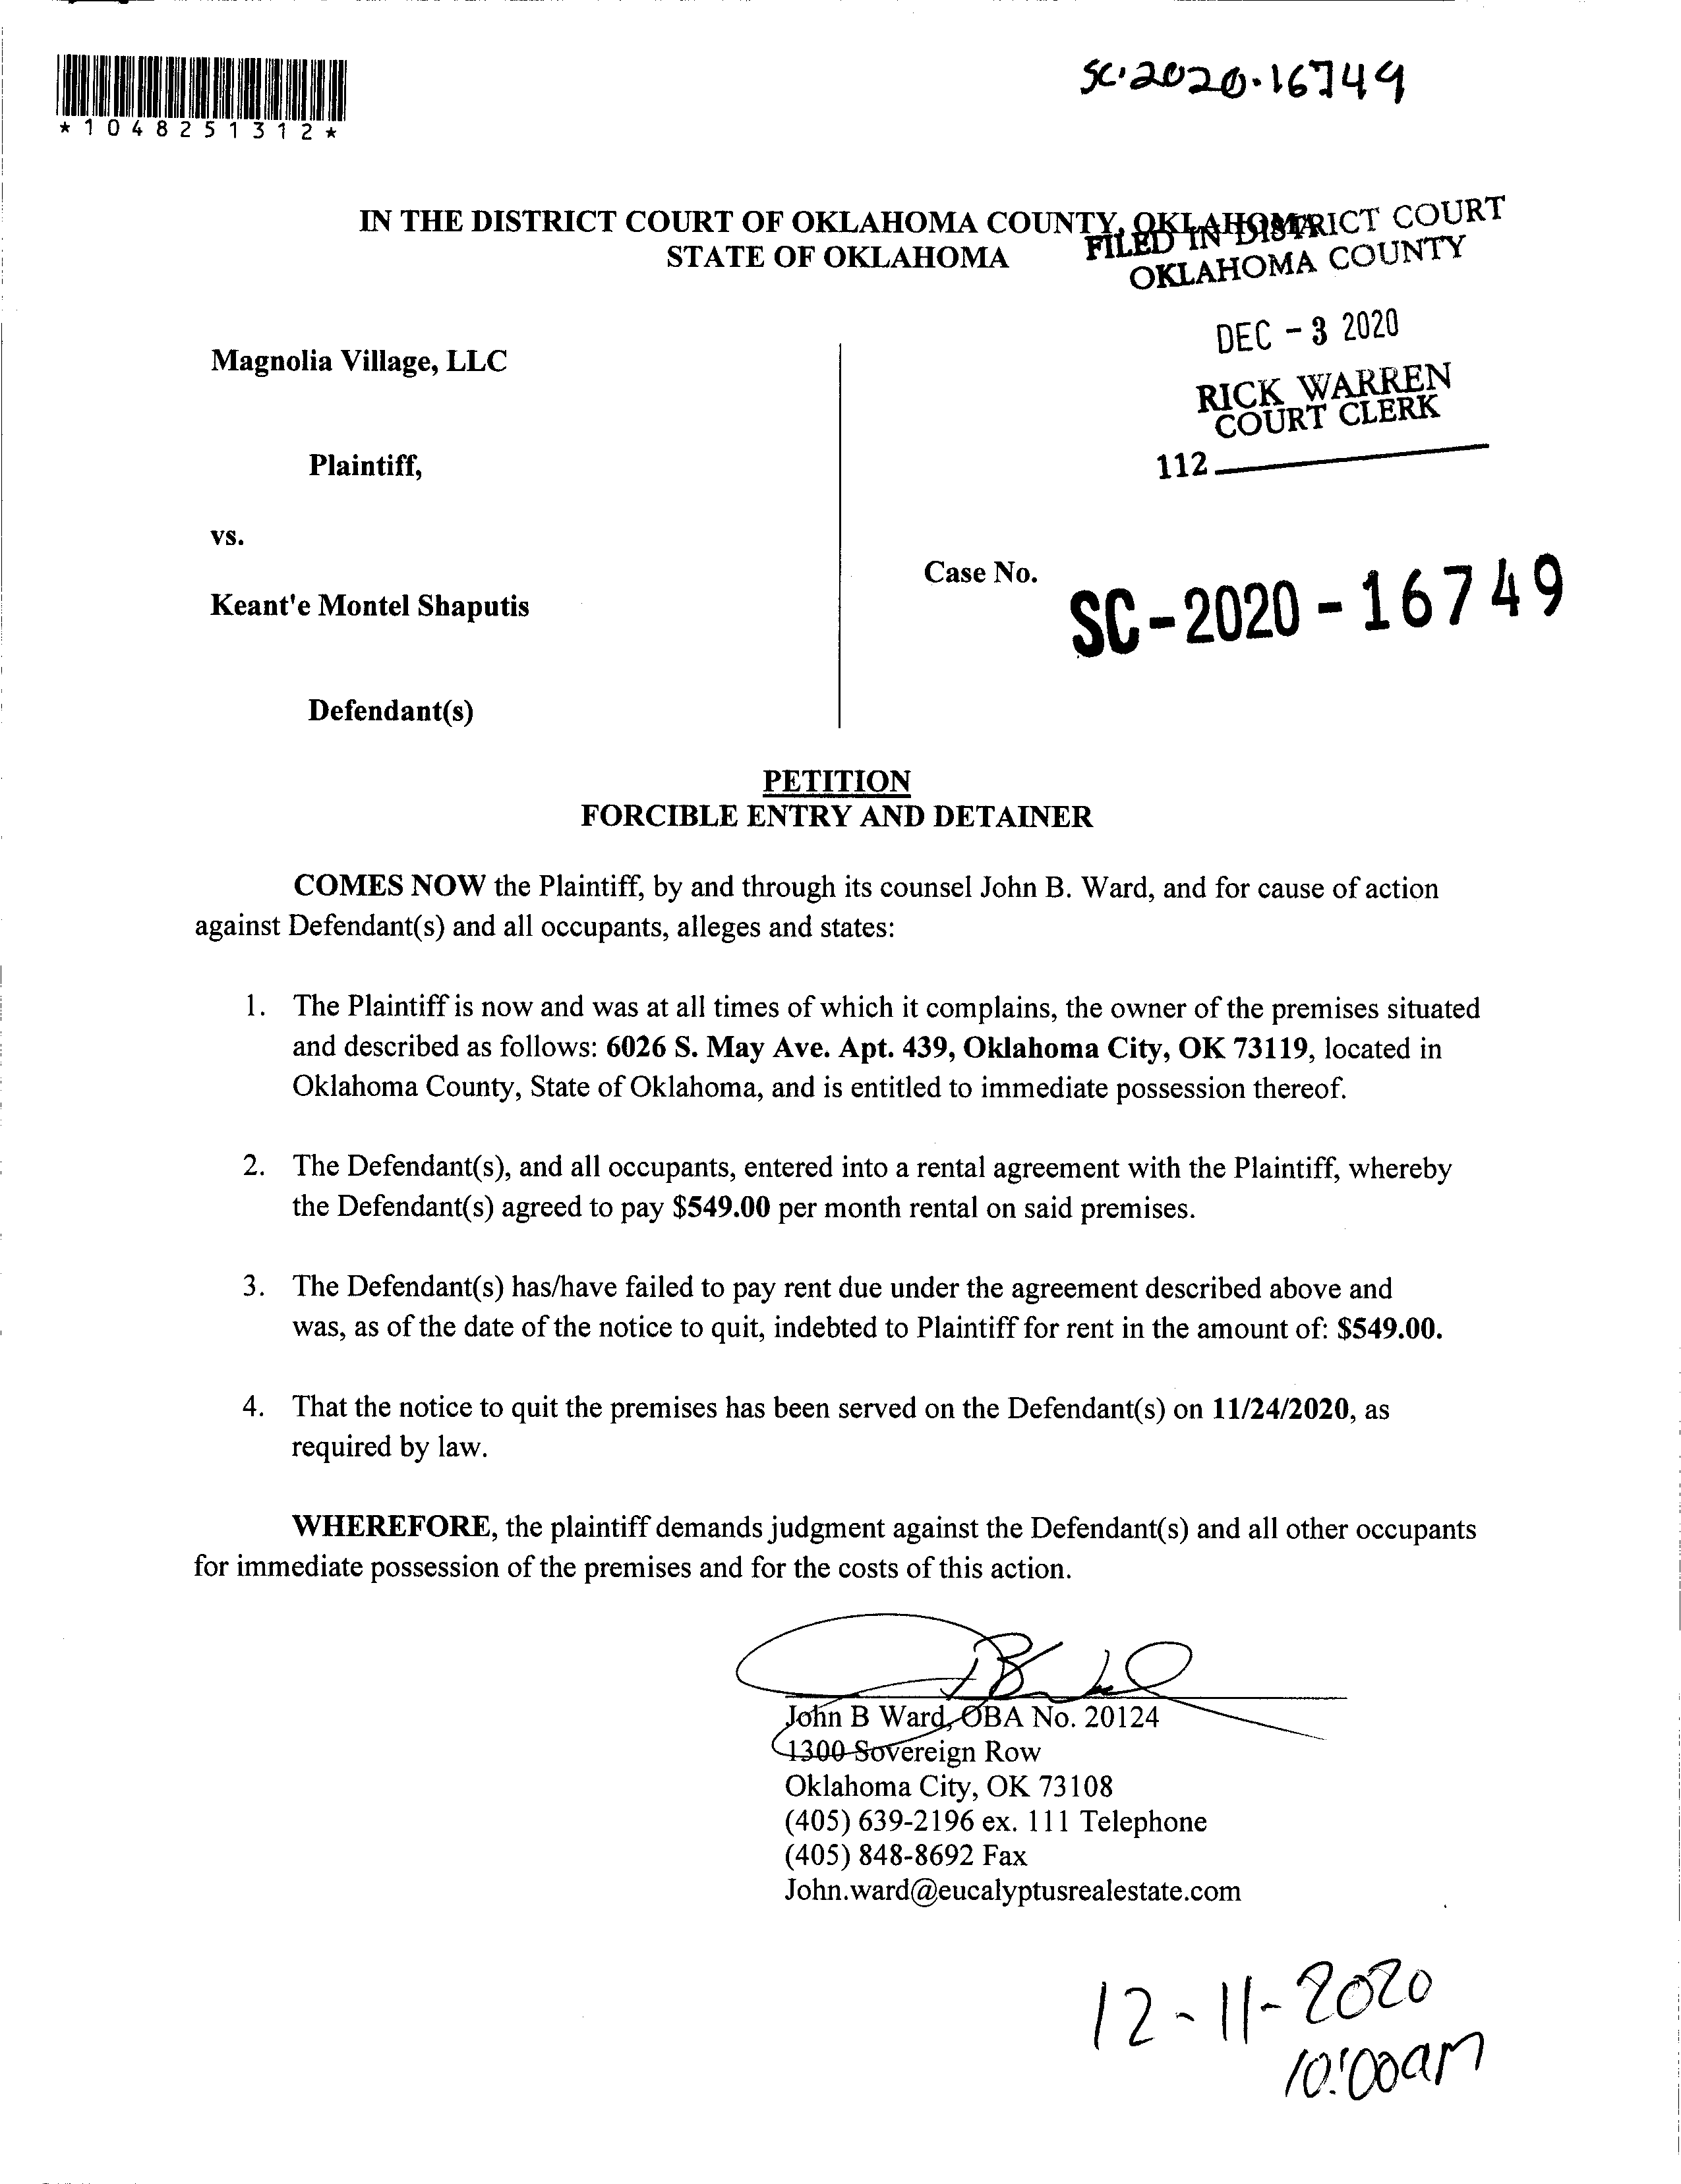 SC-2020-16749
*1048251312*
IN THE DISTRICT COURT OF OKLAHOMA COUNTY, OKLAHOMA
STATE OF OKLAHOMA
FILED IN DISTRICT COURT
OKLAHOMA COUNTY
DEC - 3 2020
RICK WARREN
COURT CLERK
112
Magnolia Village, LLC
Plaintiff,
vs.
Keant'e Montel Shaputis
Defendant(s)
Case No.
SC-2020-16749
PETITION
FORCIBLE ENTRY AND DETAINER
COMES NOW the Plaintiff, by and through its counsel John B. Ward, and for cause of action
against Defendant(s) and all occupants, alleges and states:
1. The Plaintiff is now and was at all times of which it complains, the owner of the premises situated
and described as follows: 6026 S. May Ave. Apt. 439, Oklahoma City, OK 73119, located in
Oklahoma County, State of Oklahoma, and is entitled to immediate possession thereof.
2. The Defendant(s), and all occupants, entered into a rental agreement with the Plaintiff, whereby
the Defendant(s) agreed to pay $549.00 per month rental on said premises.
3. The Defendant(s) has/have failed to pay rent due under the agreement described above and
was, as of the date of the notice to quit, indebted to Plaintiff for rent in the amount of: $549.00.
4. That the notice to quit the premises has been served on the Defendant(s) on 11/24/2020, as
required by law.
WHEREFORE, the plaintiff demands judgment against the Defendant(s) and all other occupants
for immediate possession of the premises and for the costs of this action.
John B Ward, OBA No. 20124
1300 Sovereign Row
Oklahoma City, OK 73108
(405) 639-2196 ex. 111 Telephone
(405) 848-8692 Fax
John.ward@eucalyptusrealestate.com
12-11-2020
10:00am